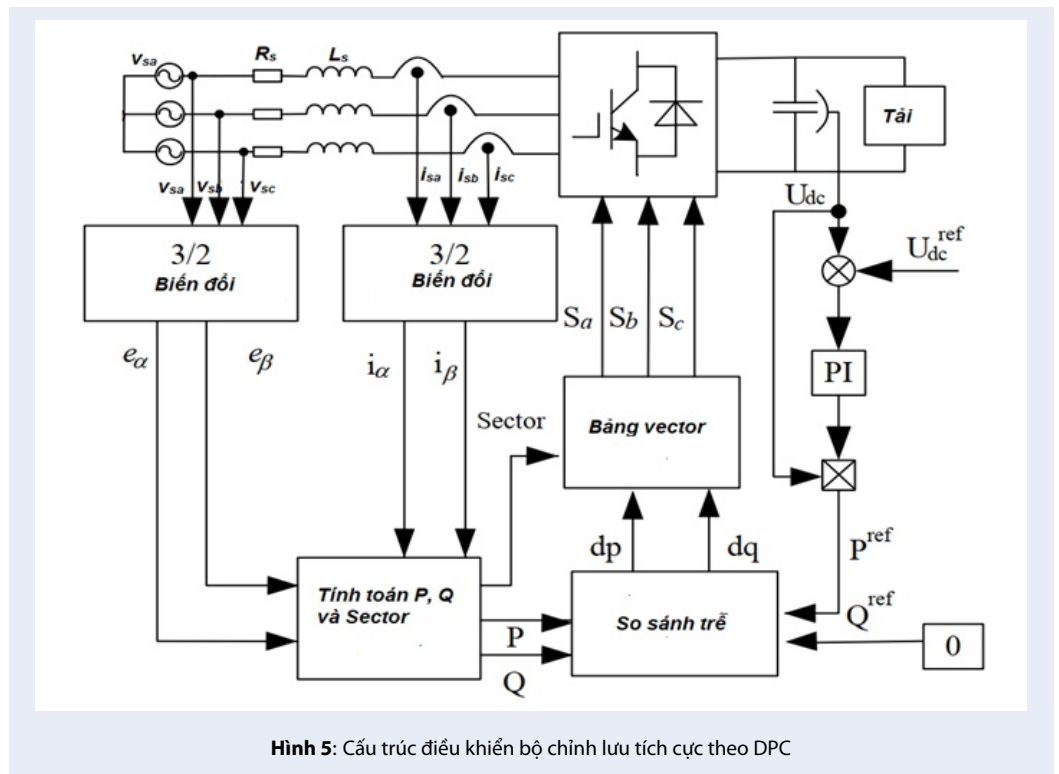 vsa
Rs
Ls
Tải
vsa
vsb
vsc
isa
isb
isc
Udc
Udc ref
3/2
Biến đổi
3/2
Biến đổi
Sa
Sb
Sc
eα
eβ
iα
iβ
PI
Sector
Bảng vector
dp
dq
P ref
Tính toán P, Q
và Sector
So sánh trễ
Q ref
P
Q
0
Hình 5: Cấu trúc điều khiển bộ chỉnh lưu tích cực theo DPC